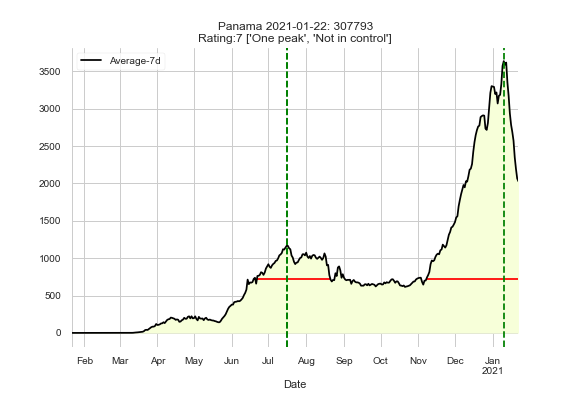 Panama 2021-01-22: 307793
Rating:7 ['One peak', 'Not in control']
Average-7d
3500
3000
2500
2000
1500
1000
500
0
Feb Mar Apr May Jun Jul Aug Sep Oct Nov Dec Jan
2021
Date